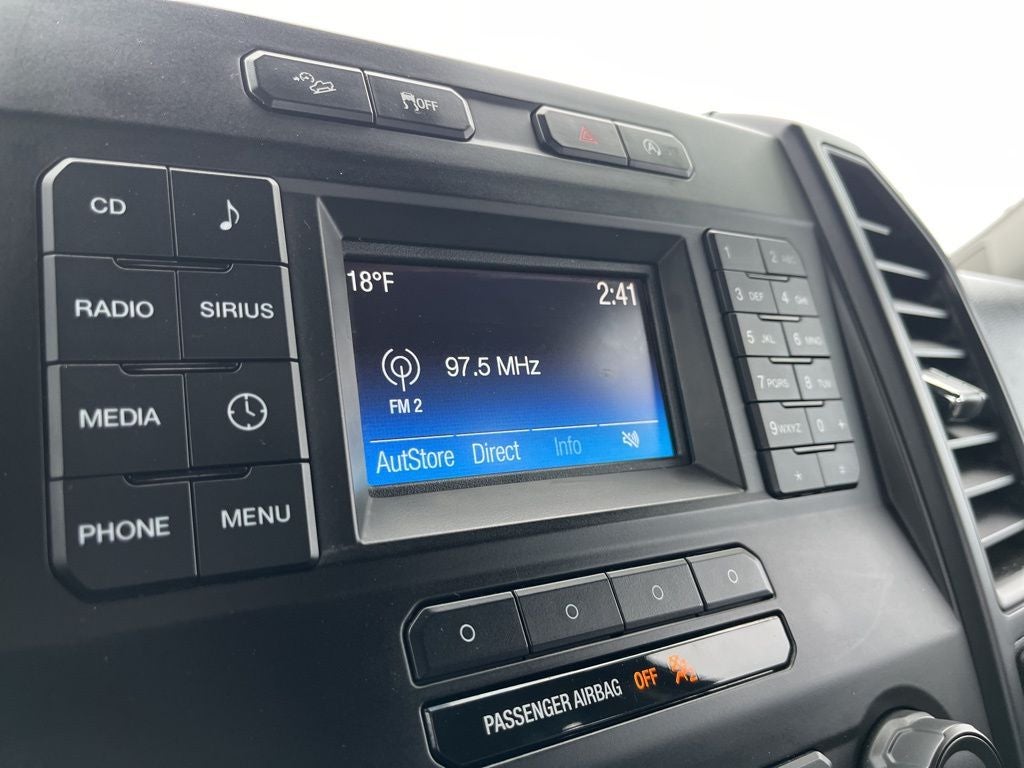 OFF
CD
RADIO
SIRIUS
MEDIA
PHONE
MENU
18°F
2:41
97.5 MHz
FM 2
AutStore Direct Info
1
2 ABC
3 DEF
4 GHI
5 JKL
6 MNO
7 PQRS
8 TUV
9 WXYZ
0 +
*
PASSENGER AIRBAG OFF